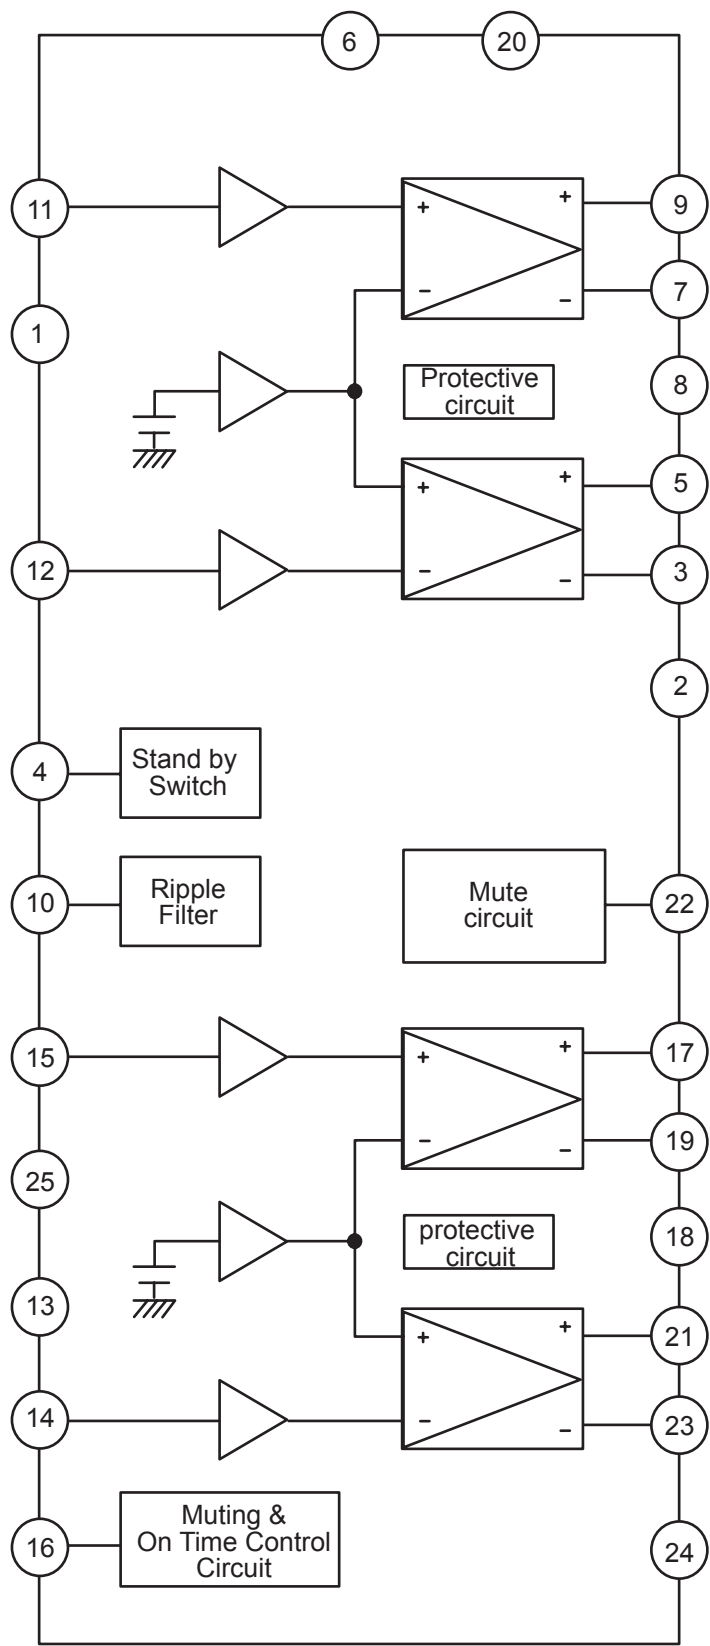 6 20
11 + + 9
− − 7
1
Protective
circuit
8
+ + 5
12 − − 3
2
4 Stand by
Switch
10 Ripple
Filter
Mute
circuit
22
15 + + 17
− − 19
25
protective
circuit
18
13
+ + 21
14 − − 23
16 Muting &
On Time Control
Circuit
24